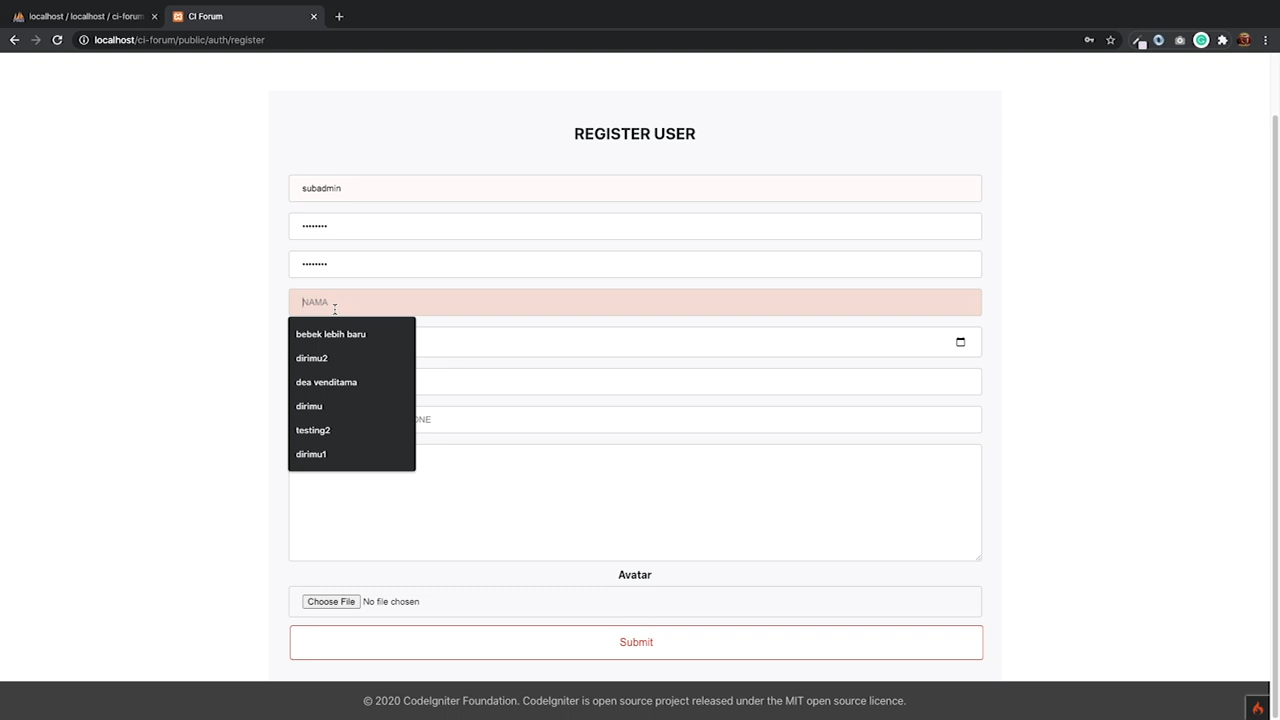 localhost / localhost / ci-forum
CI Forum
localhost/ci-forum/public/auth/register
REGISTER USER
subadmin
••••••••
••••••••
NAMA
bebek lebih baru
dirimu2
dea venditama
dirimu
testing2
dirimu1
ONE
Avatar
Choose File No file chosen
Submit
© 2020 CodeIgniter Foundation. CodeIgniter is open source project released under the MIT open source licence.